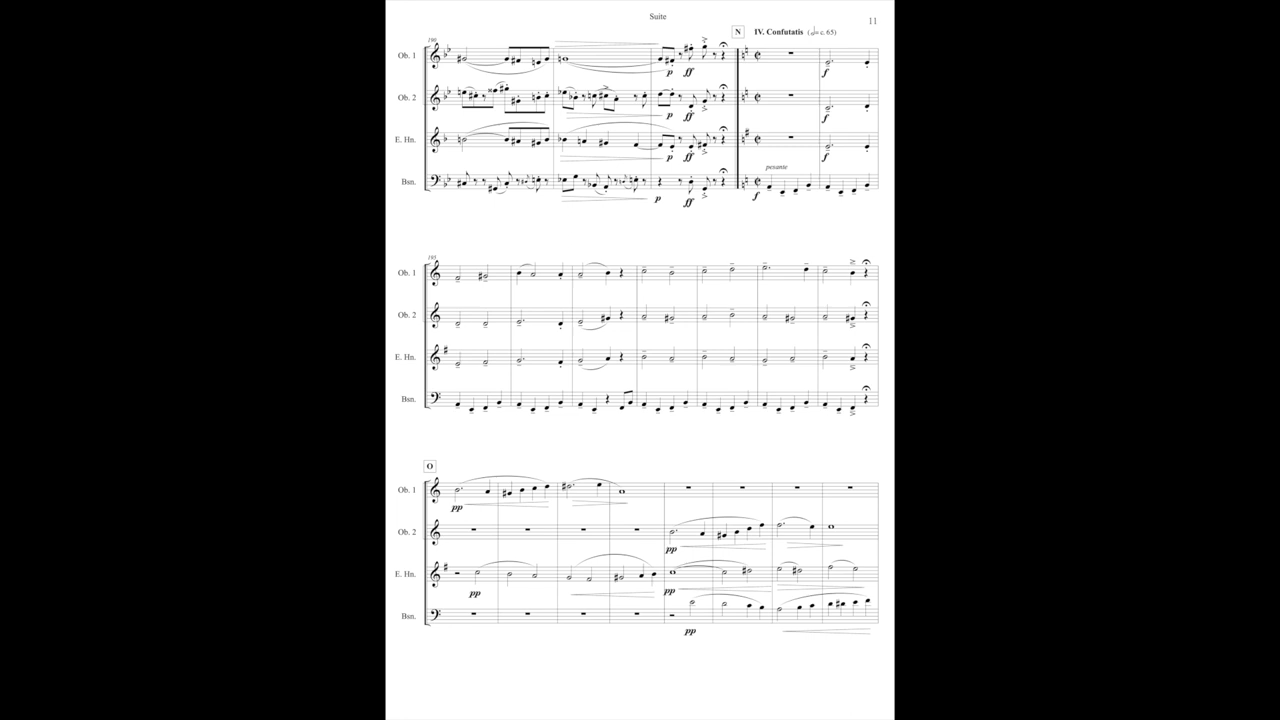 Suite
11
N IV. Confutatis (𝅗𝅥= c. 65)
190
Ob. 1
p ff f
Ob. 2
p ff f
E. Hn.
p ff f
pesante
Bsn.
p ff f
195
Ob. 1
Ob. 2
E. Hn.
Bsn.
O
Ob. 1
pp
Ob. 2
pp
E. Hn.
pp pp
Bsn.
pp